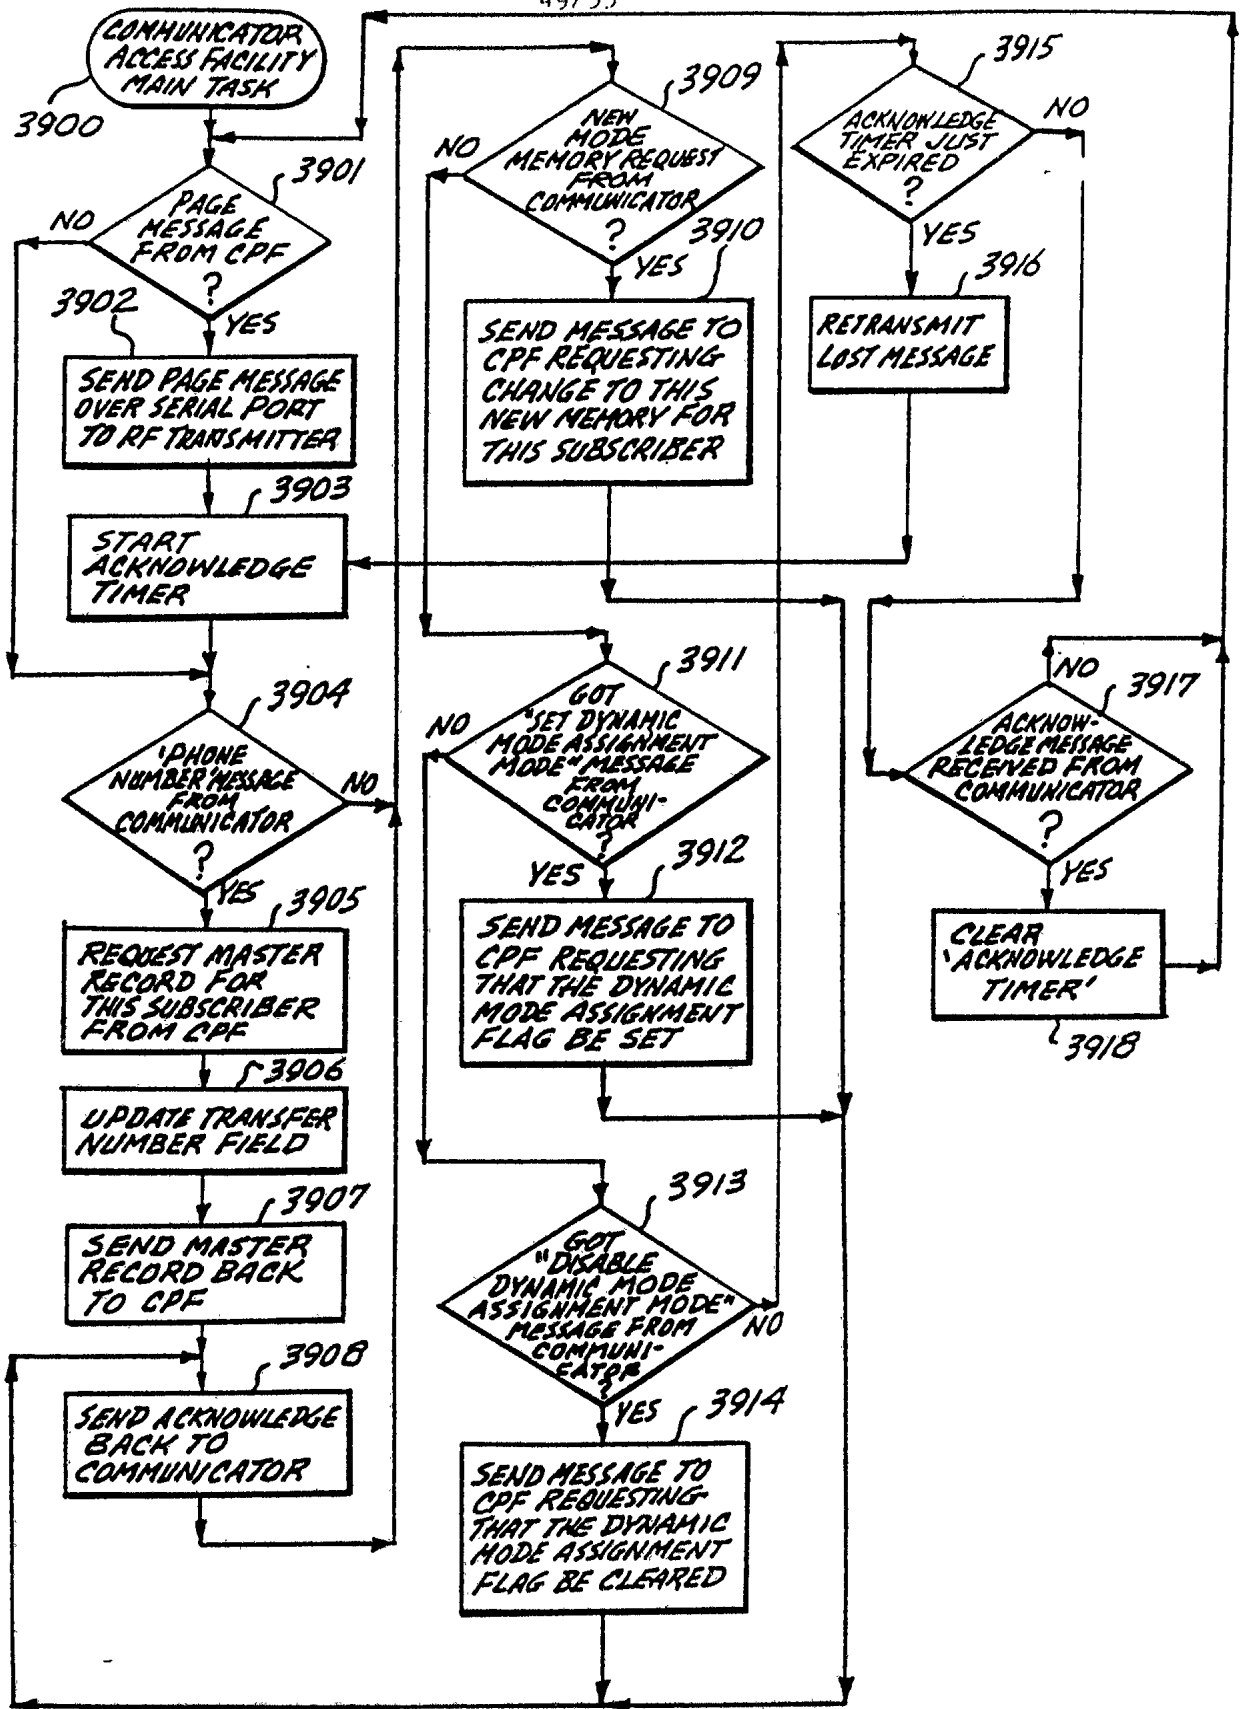 COMMUNICATOR
ACCESS FACILITY
MAIN TASK
3900
3901
PAGE
MESSAGE
FROM CPF
?
NO
YES
3902
SEND PAGE MESSAGE
OVER SERIAL PORT
TO RF TRANSMITTER
3903
START
ACKNOWLEDGE
TIMER
3904
'PHONE
NUMBER' MESSAGE
FROM
COMMUNICATOR
?
NO
YES
3905
REQUEST MASTER
RECORD FOR
THIS SUBSCRIBER
FROM CPF
3906
UPDATE TRANSFER
NUMBER FIELD
3907
SEND MASTER
RECORD BACK
TO CPF
3908
SEND ACKNOWLEDGE
BACK TO
COMMUNICATOR
3909
NEW
MODE
MEMORY REQUEST
FROM
COMMUNICATOR
?
NO
YES
3910
SEND MESSAGE TO
CPF REQUESTING
CHANGE TO THIS
NEW MEMORY FOR
THIS SUBSCRIBER
3911
GOT
"SET DYNAMIC
MODE ASSIGNMENT
MODE" MESSAGE
FROM
COMMUNI-
CATOR
?
NO
YES
3912
SEND MESSAGE TO
CPF REQUESTING
THAT THE DYNAMIC
MODE ASSIGNMENT
FLAG BE SET
3913
GOT
"DISABLE
DYNAMIC MODE
ASSIGNMENT MODE"
MESSAGE FROM
COMMUNI-
EATOR
?
NO
YES
3914
SEND MESSAGE TO
CPF REQUESTING
THAT THE DYNAMIC
MODE ASSIGNMENT
FLAG BE CLEARED
3915
ACKNOWLEDGE
TIMER JUST
EXPIRED
?
NO
YES
3916
RETRANSMIT
LOST MESSAGE
3917
ACKNOW-
LEDGE MESSAGE
RECEIVED FROM
COMMUNICATOR
?
NO
YES
CLEAR
'ACKNOWLEDGE
TIMER'
3918